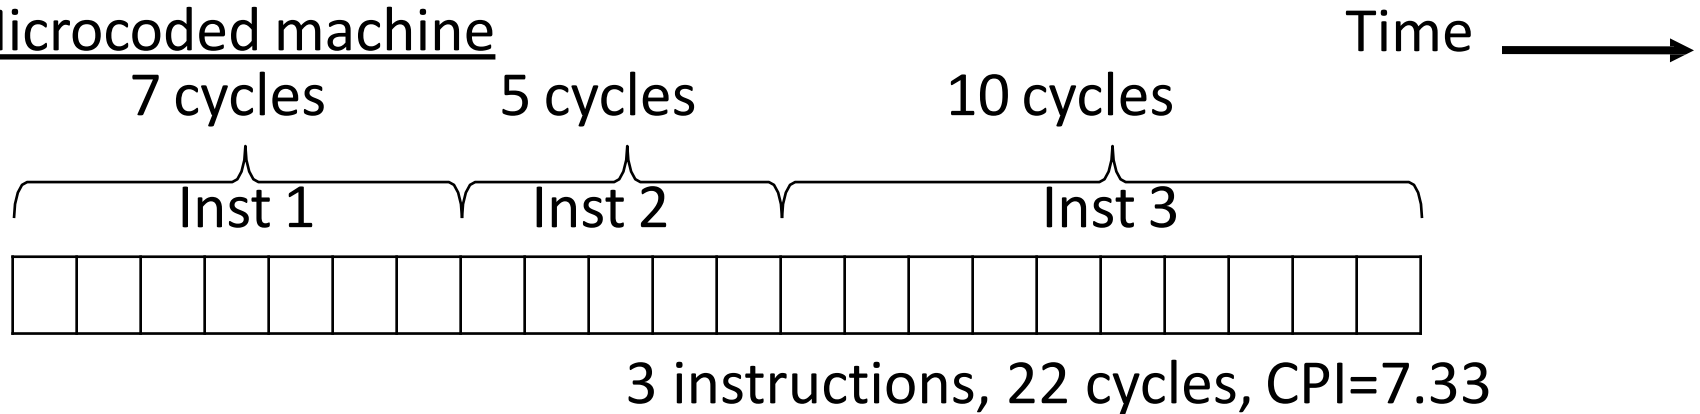 Microcoded machine
Time
7 cycles
5 cycles
10 cycles
Inst 1
Inst 2
Inst 3
3 instructions, 22 cycles, CPI=7.33